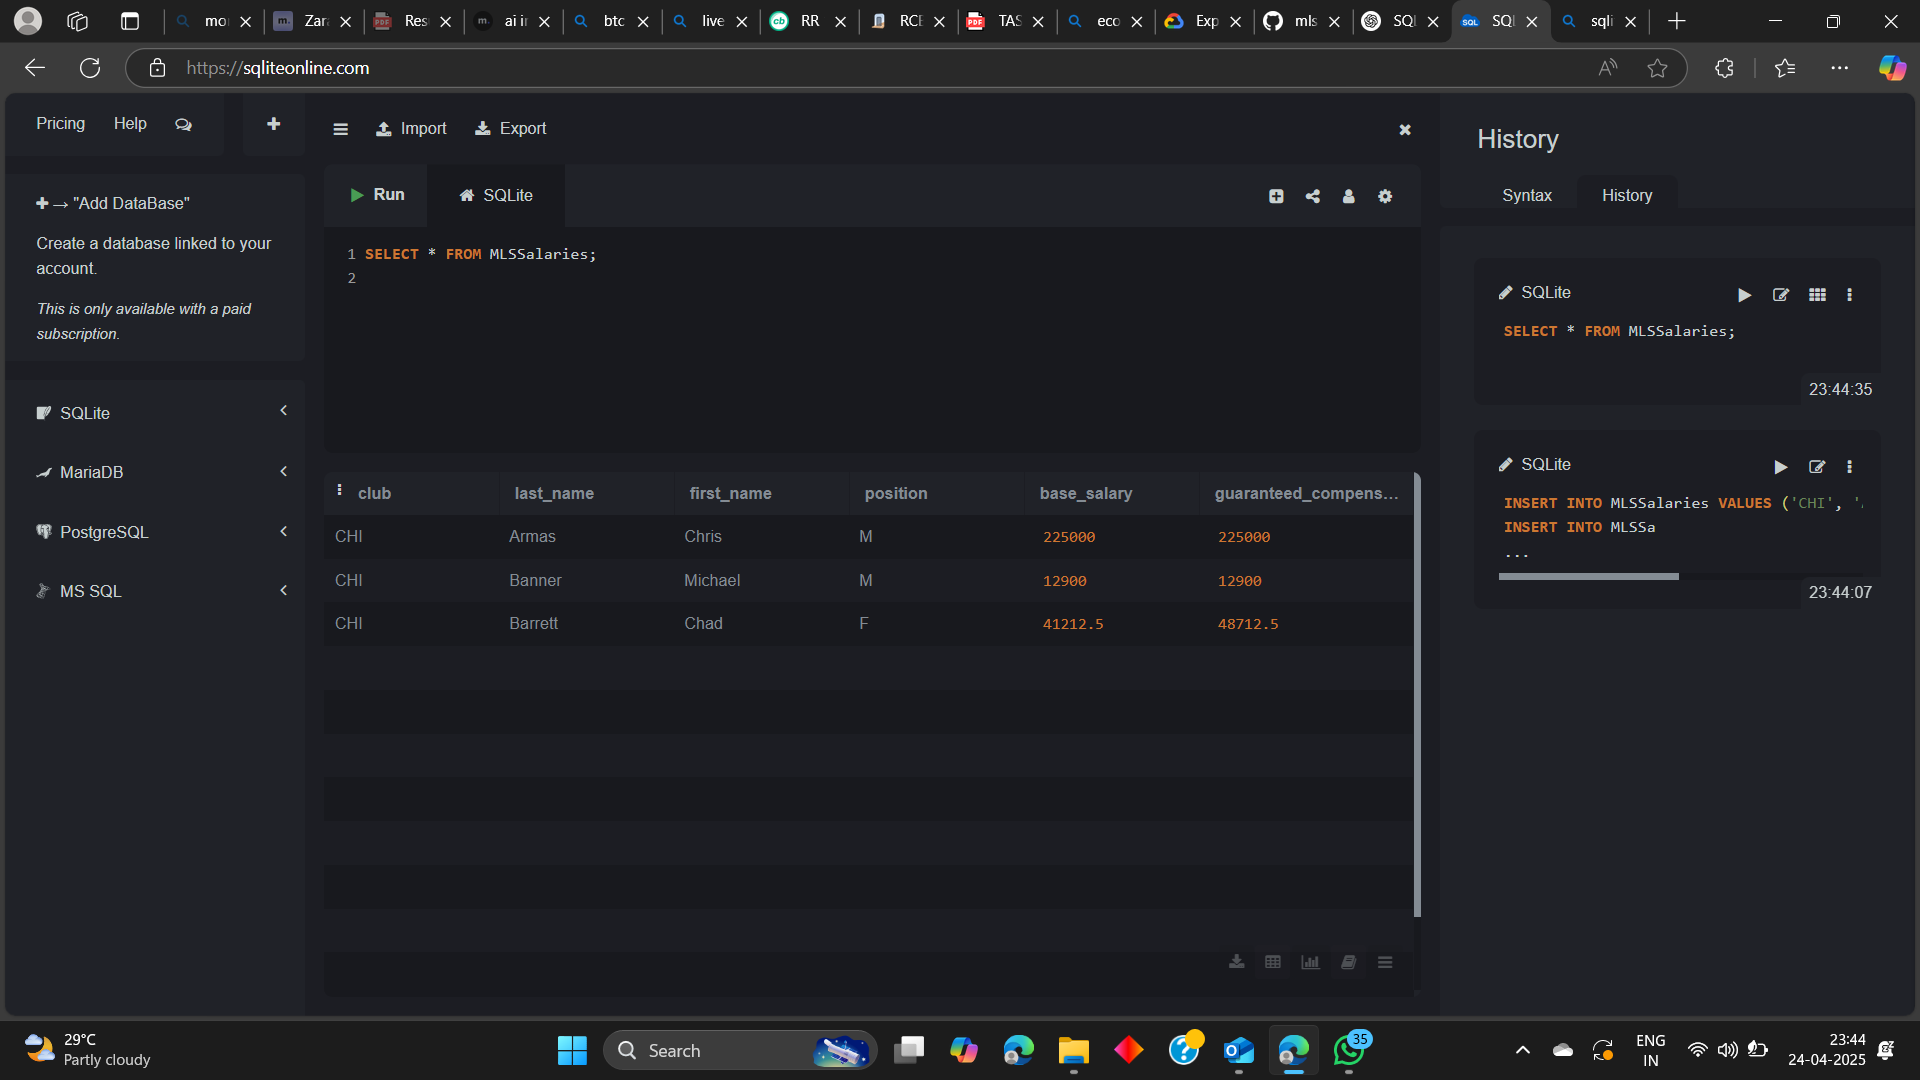 mo
Zar
Res
ai i
btc
live
RR
RCE
TAS
eco
Exp
mls
SQL
SQL
sqli
https://sqliteonline.com
Pricing
Help
Import
Export
"Add DataBase"
Create a database linked to your
account.
This is only available with a paid
subscription.
SQLite
MariaDB
PostgreSQL
MS SQL
Run
SQLite
1 SELECT * FROM MLSSalaries;
2
club last_name first_name position base_salary guaranteed_compens...
CHI Armas Chris M 225000 225000
CHI Banner Michael M 12900 12900
CHI Barrett Chad F 41212.5 48712.5
History
Syntax
History
SQLite
SELECT * FROM MLSSalaries;
23:44:35
SQLite
INSERT INTO MLSSalaries VALUES ('CHI', '
INSERT INTO MLSSa
...
23:44:07
29°C
Partly cloudy
Search
35
ENG
IN
23:44
24-04-2025